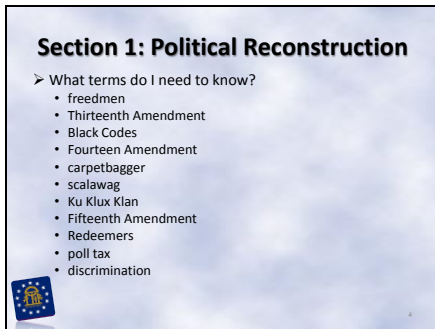 Section 1: Political Reconstruction
➢ What terms do I need to know?
• freedmen
• Thirteenth Amendment
• Black Codes
• Fourteen Amendment
• carpetbagger
• scalawag
• Ku Klux Klan
• Fifteenth Amendment
• Redeemers
• poll tax
• discrimination
4